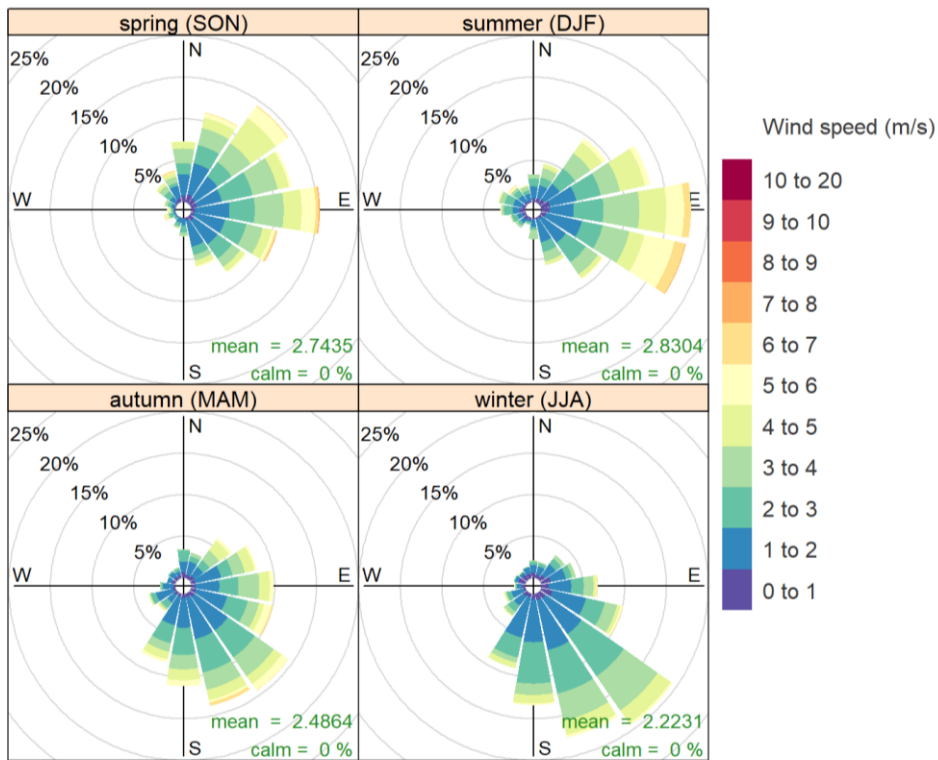 spring (SON)
summer (DJF)
N
25%
20%
15%
10%
5%
W
E
S
mean = 2.7435
calm = 0 %
N
25%
20%
15%
10%
5%
W
E
S
mean = 2.8304
calm = 0 %
autumn (MAM)
winter (JJA)
N
25%
20%
15%
10%
5%
W
E
S
mean = 2.4864
calm = 0 %
N
25%
20%
15%
10%
5%
W
E
S
mean = 2.2231
calm = 0 %
Wind speed (m/s)
10 to 20
9 to 10
8 to 9
7 to 8
6 to 7
5 to 6
4 to 5
3 to 4
2 to 3
1 to 2
0 to 1